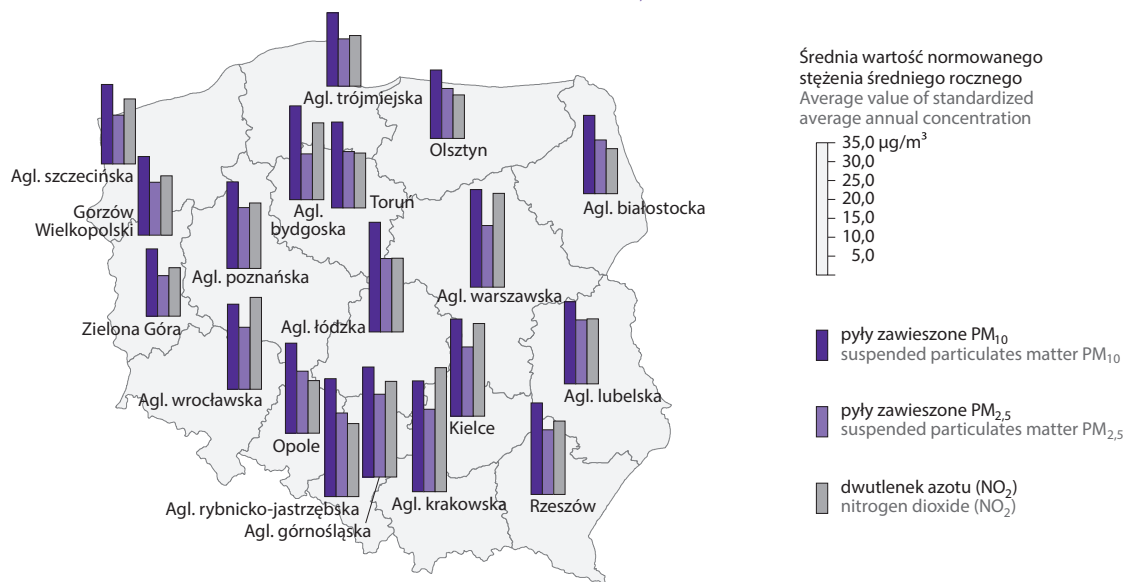 Agl. trójmiejska
Olsztyn
Agl. szczecińska
Agl. białostocka
Gorzów
Wielkopolski
Agl.
bydgoska
Toruń
Agl. poznańska
Agl. warszawska
Zielona Góra
Agl. łódzka
Agl. wrocławska
Agl. lubelska
Opole
Kielce
Agl. rybnicko-jastrzębska
Agl. górnośląska
Agl. krakowska
Rzeszów
Średnia wartość normowanego
stężenia średniego rocznego
Average value of standardized
average annual concentration
35,0 µg/m³
35,0
25,0
20,0
15,0
10,0
5,0
pyły zawieszone PM₁₀
suspended particulates matter PM₁₀
pyły zawieszone PM₂,₅
suspended particulates matter PM₂,₅
dwutlenek azotu (NO₂)
nitrogen dioxide (NO₂)